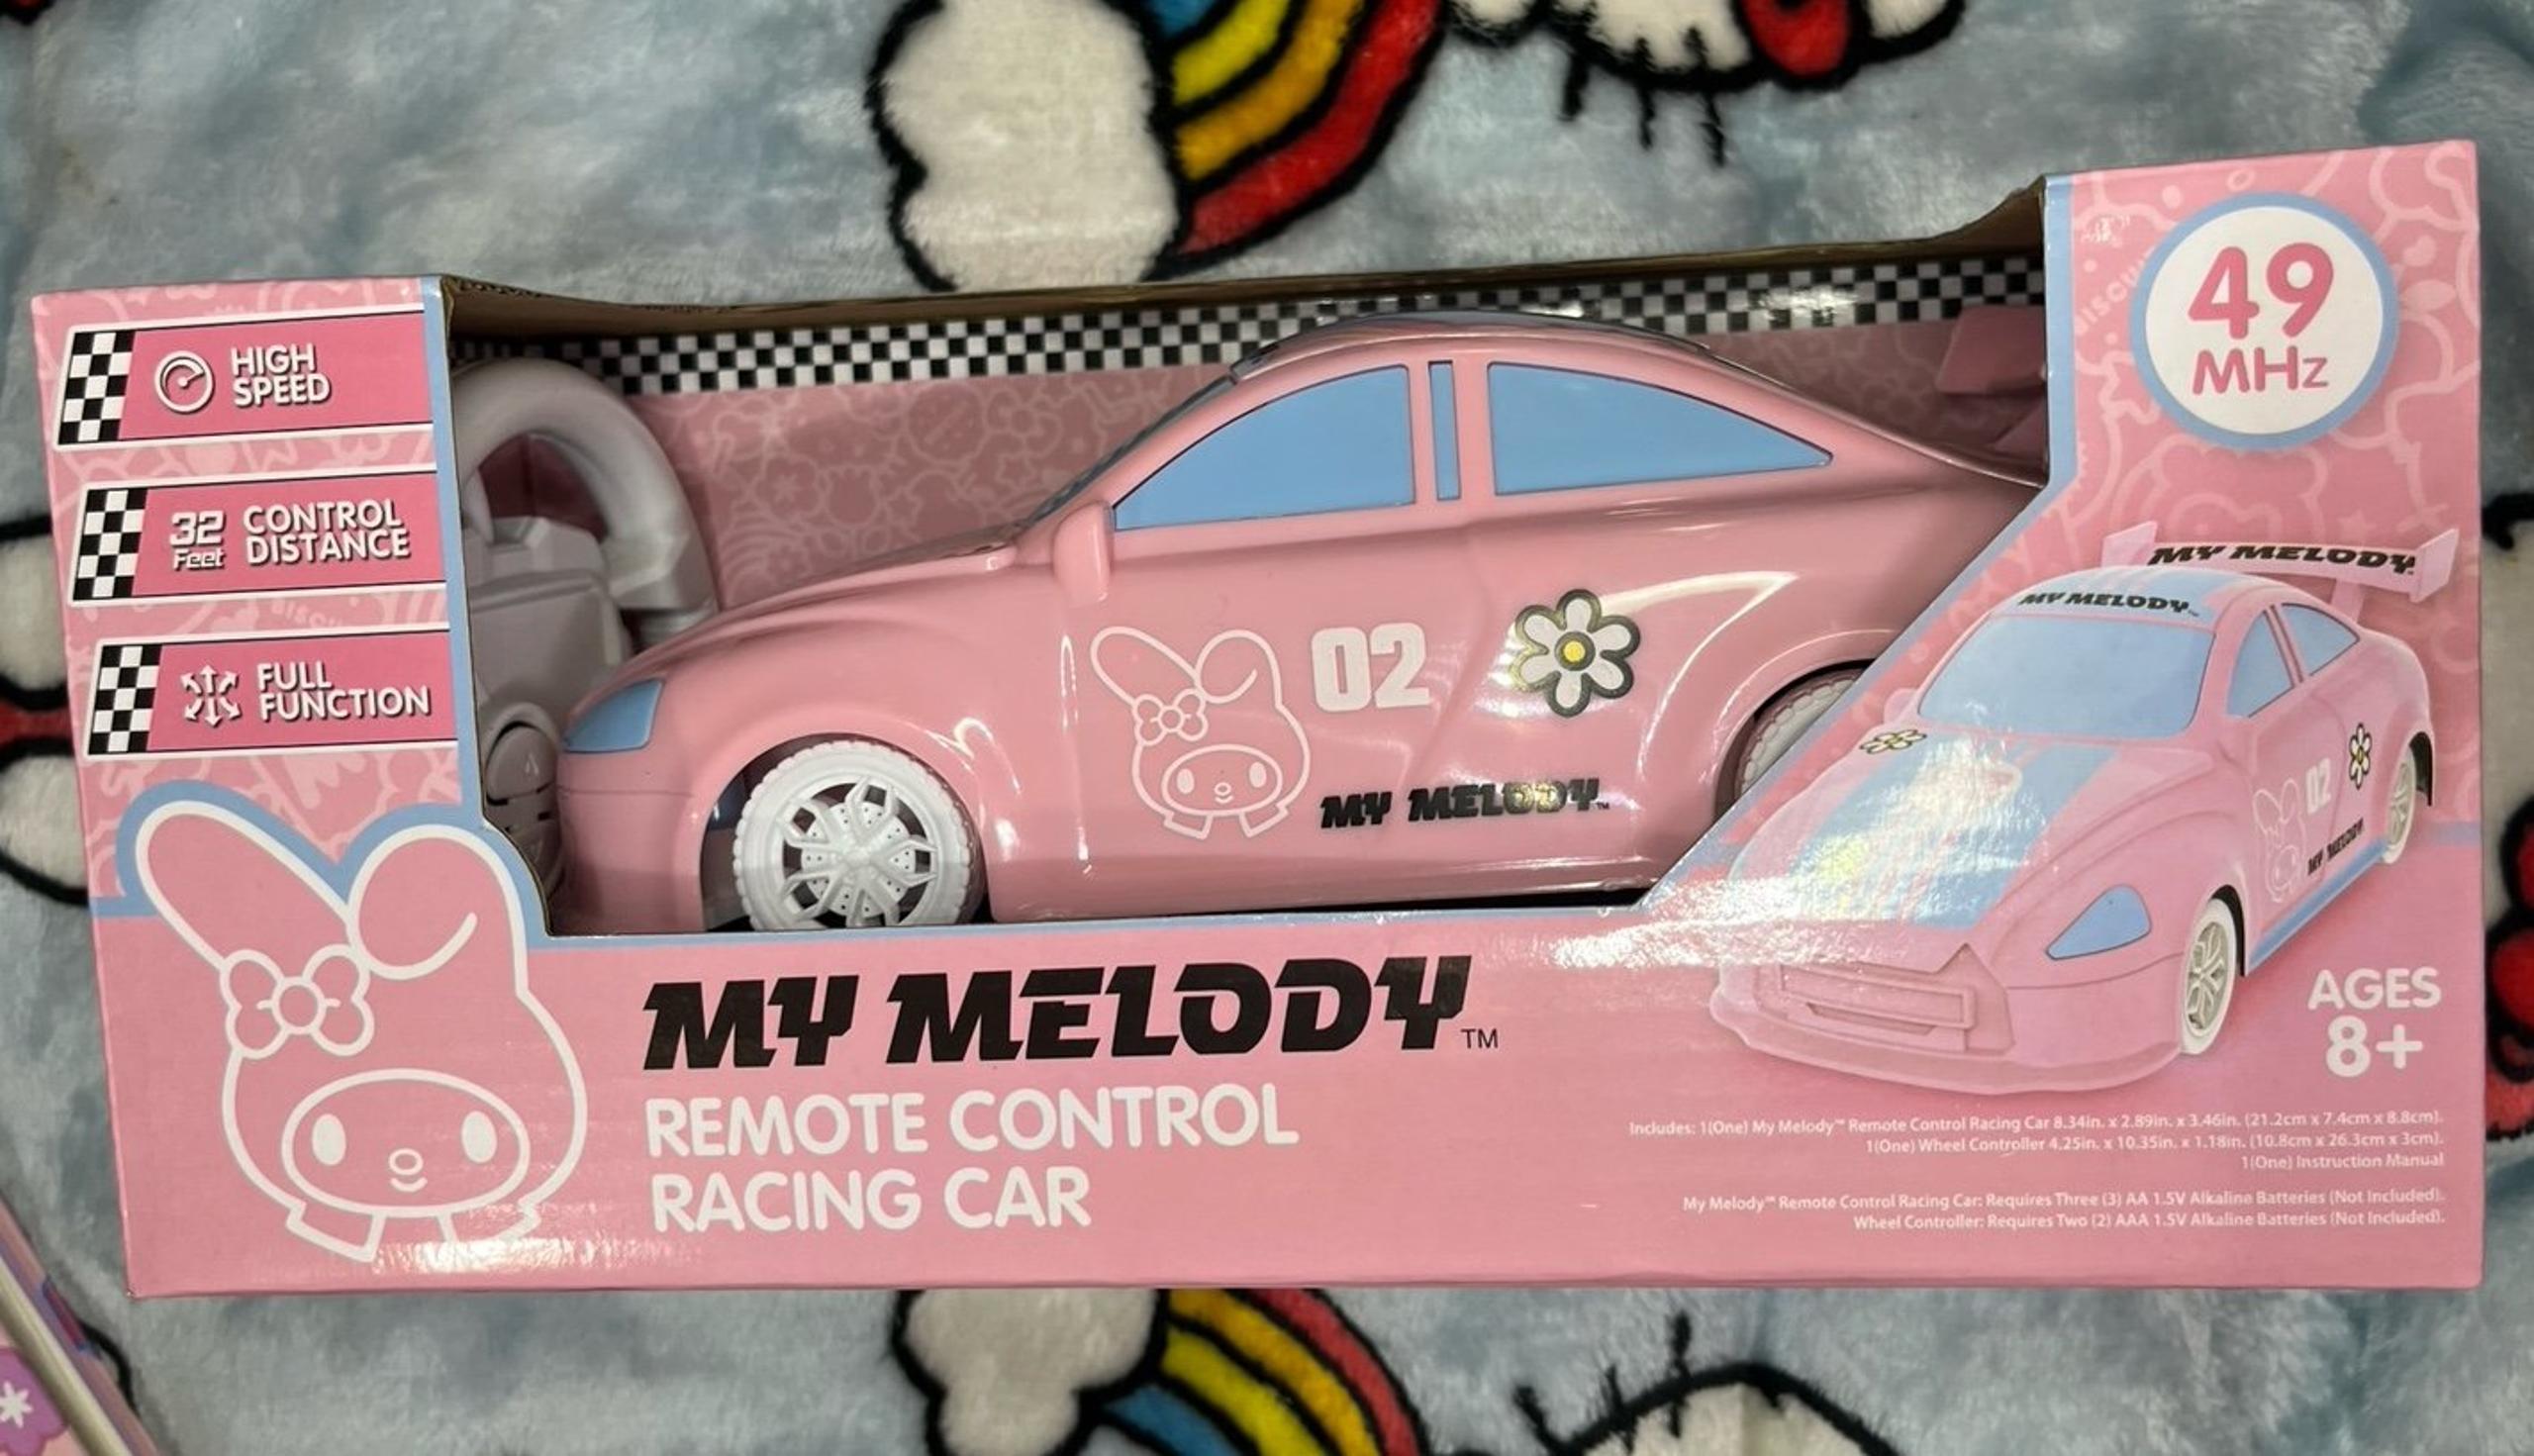 HIGH
SPEED
32
Feet
CONTROL
DISTANCE
FULL
FUNCTION
02
MY MELODY™
49
MHz
MY MELODY
MY MELODY™
02
MY MELODY
AGES
8+
MY MELODY™
REMOTE CONTROL
RACING CAR
Includes: 1(One) My Melody™ Remote Control Racing Car 8.34in. x 2.89in. x 3.46in. (21.2cm x 7.4cm x 8.8cm).
1(One) Wheel Controller 4.25in. x 10.35in. x 1.18in. (10.8cm x 26.3cm x 3cm).
1(One) Instruction Manual
My Melody™ Remote Control Racing Car: Requires Three (3) AA 1.5V Alkaline Batteries (Not Included).
Wheel Controller: Requires Two (2) AAA 1.5V Alkaline Batteries (Not Included).